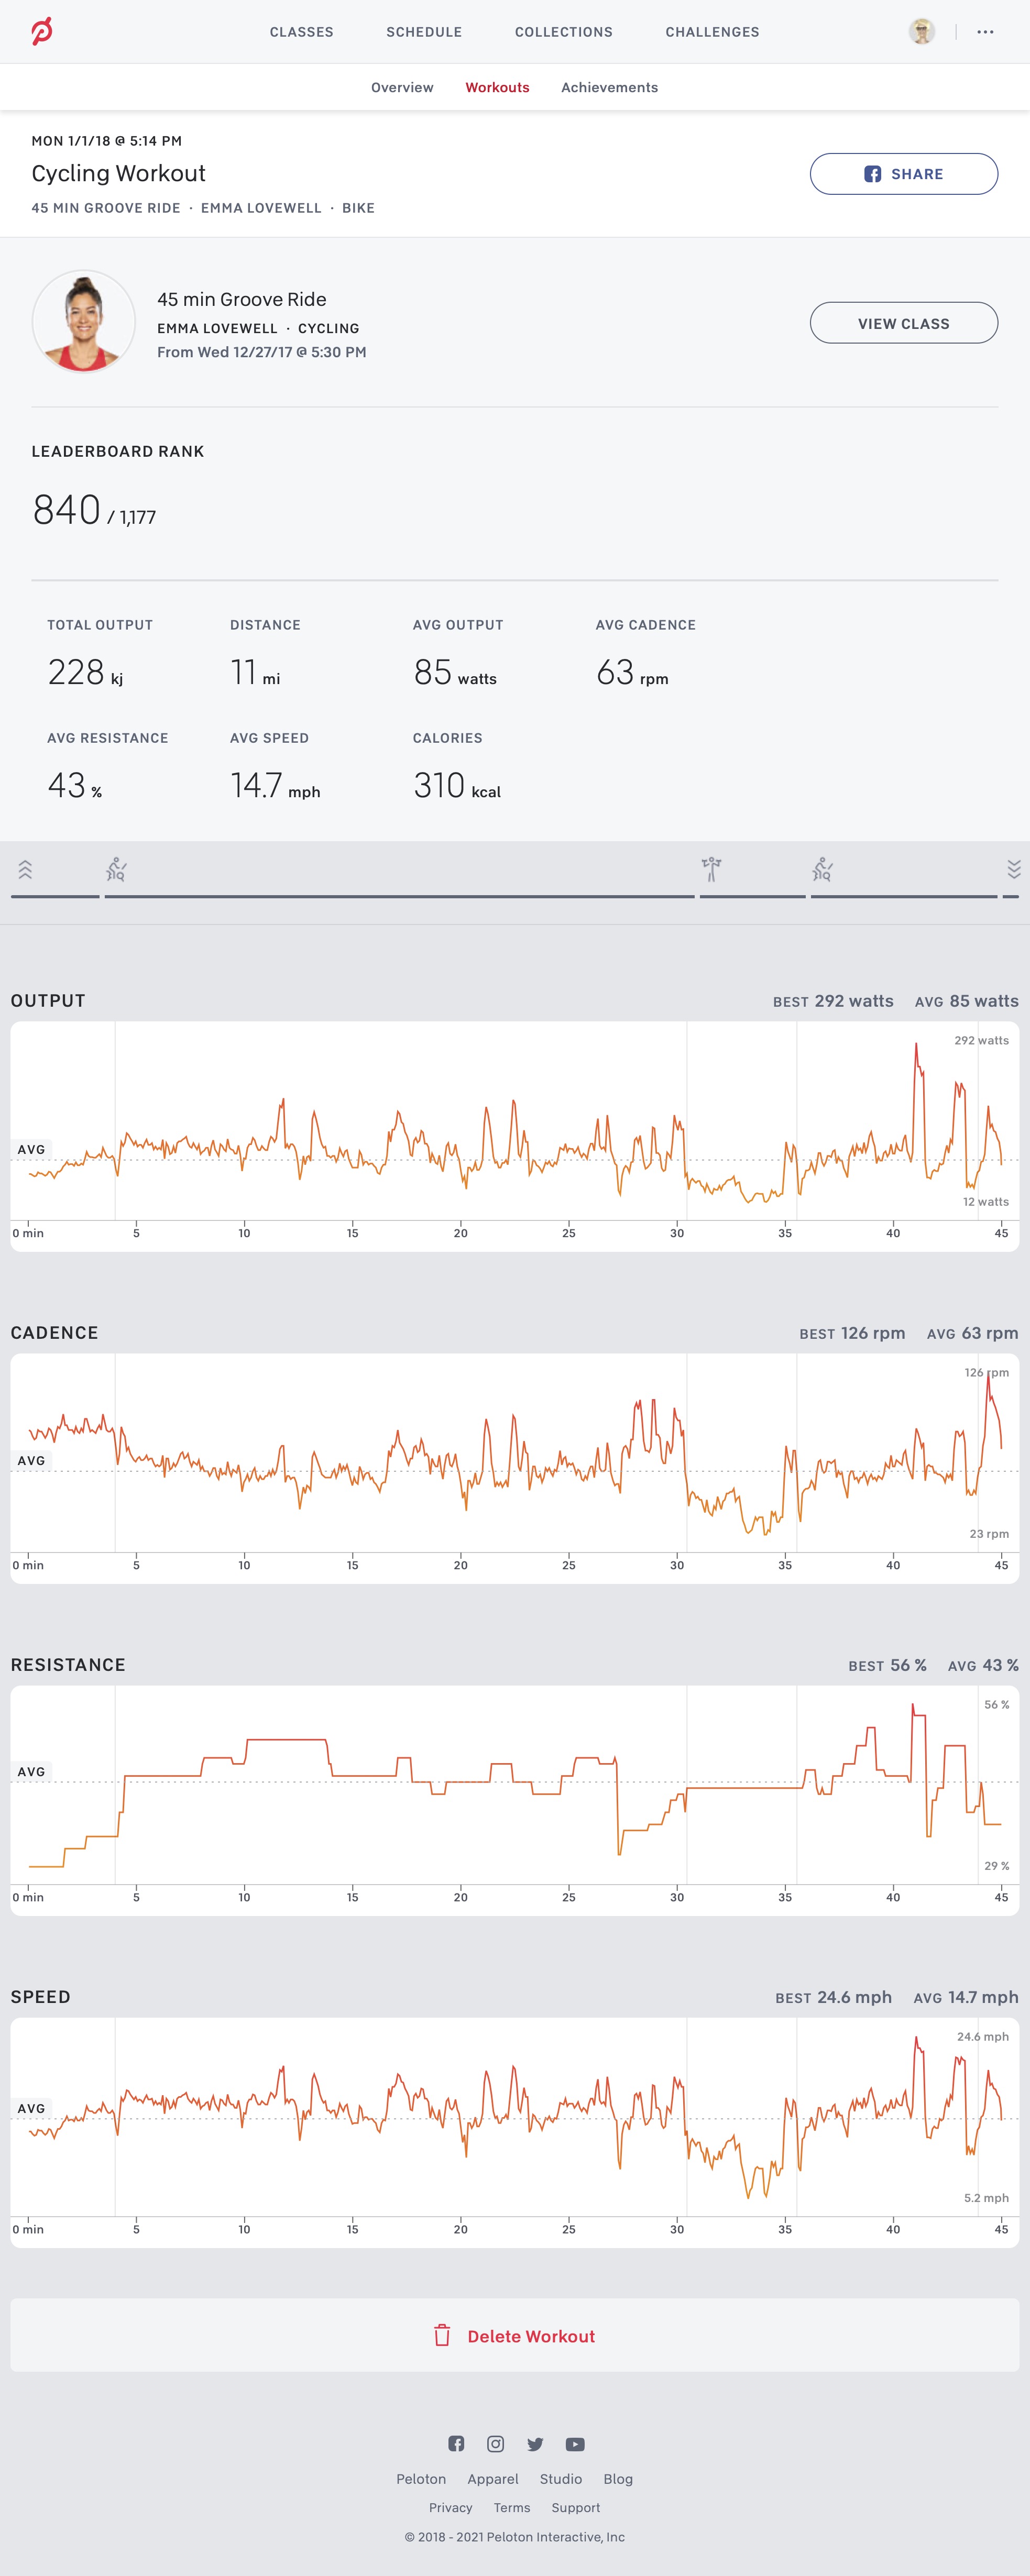 CLASSES SCHEDULE COLLECTIONS CHALLENGES
Overview Workouts Achievements
MON 1/1/18 @ 5:14 PM
Cycling Workout
45 MIN GROOVE RIDE · EMMA LOVEWELL · BIKE
SHARE
45 min Groove Ride
EMMA LOVEWELL · CYCLING
From Wed 12/27/17 @ 5:30 PM
VIEW CLASS
LEADERBOARD RANK
840 / 1,177
TOTAL OUTPUT DISTANCE AVG OUTPUT AVG CADENCE
228 kj 11 mi 85 watts 63 rpm
AVG RESISTANCE AVG SPEED CALORIES
43 % 14.7 mph 310 kcal
OUTPUT BEST 292 watts AVG 85 watts
292 watts
AVG
12 watts
0 min 5 10 15 20 25 30 35 40 45
CADENCE BEST 126 rpm AVG 63 rpm
126 rpm
AVG
23 rpm
0 min 5 10 15 20 25 30 35 40 45
RESISTANCE BEST 56 % AVG 43 %
56 %
AVG
29 %
0 min 5 10 15 20 25 30 35 40 45
SPEED BEST 24.6 mph AVG 14.7 mph
24.6 mph
AVG
5.2 mph
0 min 5 10 15 20 25 30 35 40 45
Delete Workout
Peloton Apparel Studio Blog
Privacy Terms Support
© 2018 - 2021 Peloton Interactive, Inc